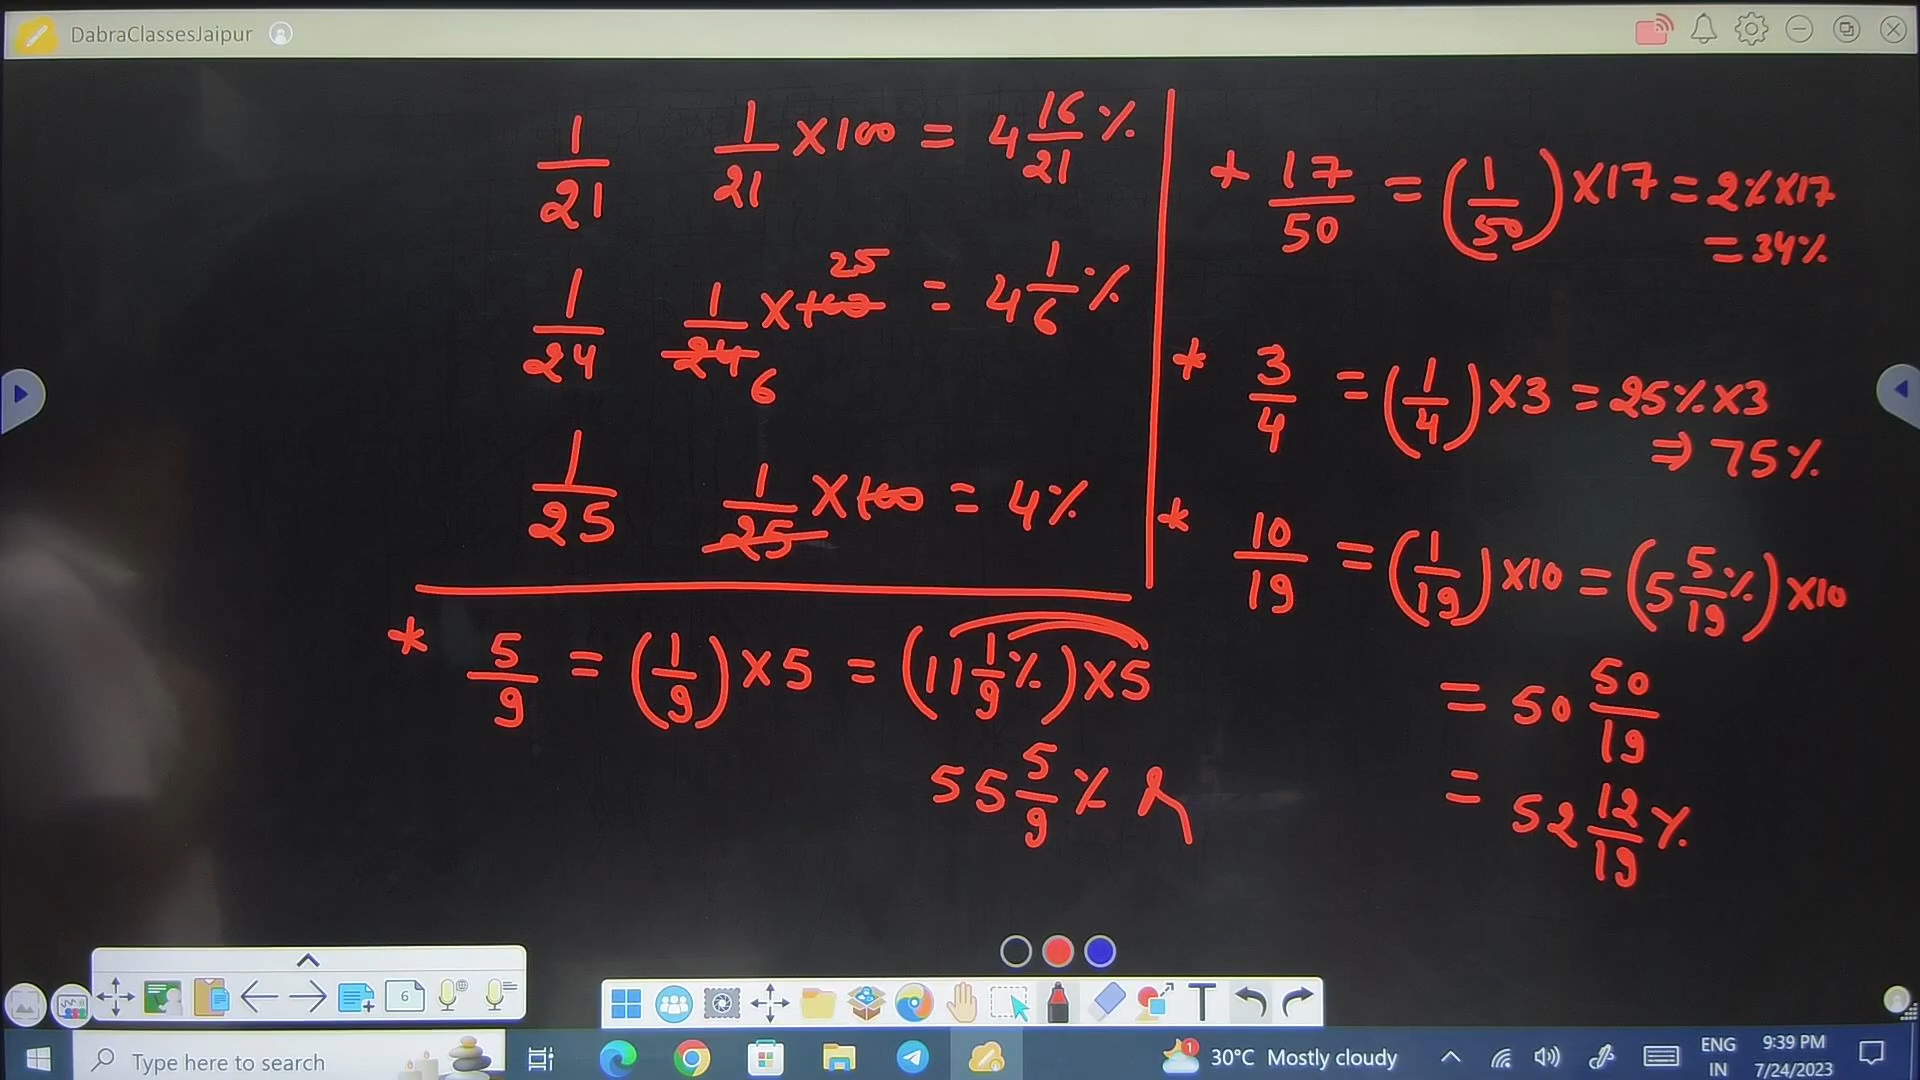 DabraClassesJaipur
1/21 1/21 × 100 = 4 16/21 %
1/24 1/24 × 100 = 4 1/6 %
25
6
1/25 1/25 × 100 = 4%
* 5/9 = (1/9) × 5 = (11 1/9 %) × 5
55 5/9 %
* 17/50 = (1/50) × 17 = 2% × 17
= 34%
* 3/4 = (1/4) × 3 = 25% × 3
⇒ 75%
* 10/19 = (1/19) × 10 = (5 5/19 %) × 10
= 50 50/19
= 52 12/19 %
6
T
Type here to search
1
30°C Mostly cloudy
ENG
IN
9:39 PM
7/24/2023